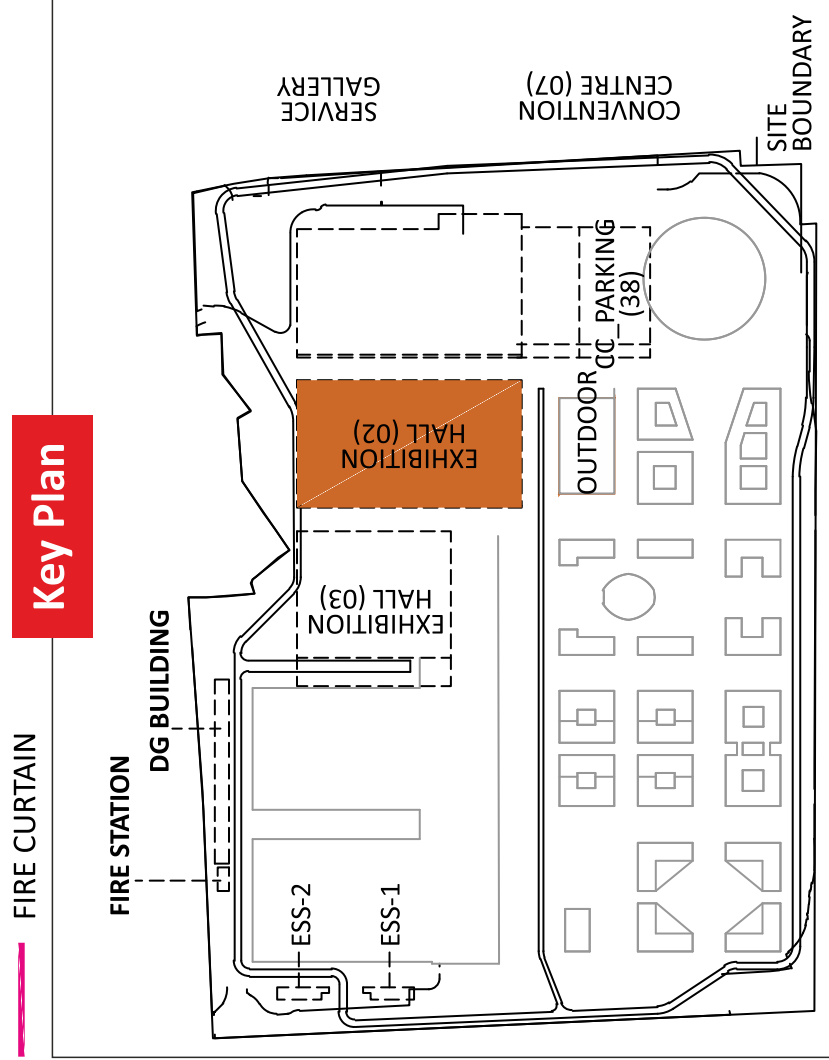 FIRE CURTAIN
Key Plan
FIRE STATION
DG BUILDING
ESS-2
ESS-1
EXHIBITION
HALL (03)
EXHIBITION
HALL (02)
OUTDOOR
CC_PARKING
(38)
SERVICE
GALLERY
CONVENTION
CENTRE (07)
SITE
BOUNDARY